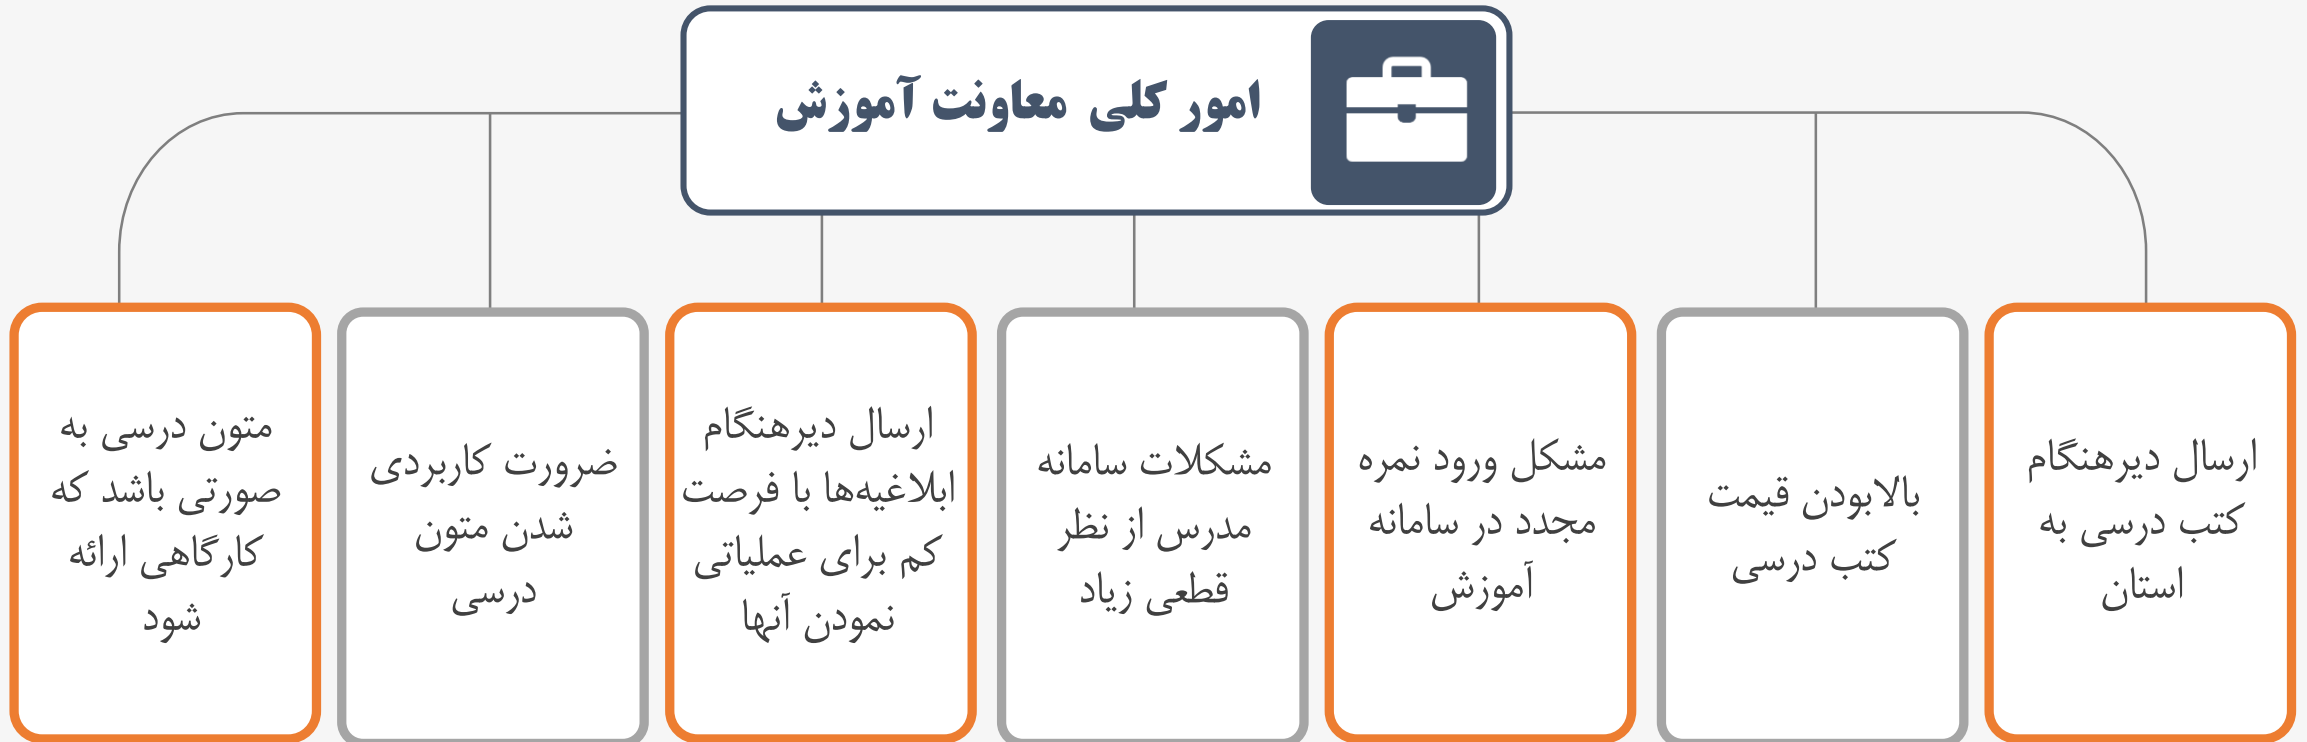 امور کلی معاونت آموزش
ارسال دیرهنگام
کتب درسی به
استان
بالابودن قیمت
کتب درسی
مشکل ورود نمره
مجدد در سامانه
آموزش
مشکلات سامانه
مدرس از نظر
قطعی زیاد
ارسال دیرهنگام
ابلاغیه‌ها با فرصت
کم برای عملیاتی
نمودن آنها
ضرورت کاربردی
شدن متون
درسی
متون درسی به
صورتی باشد که
کارگاهی ارائه
شود